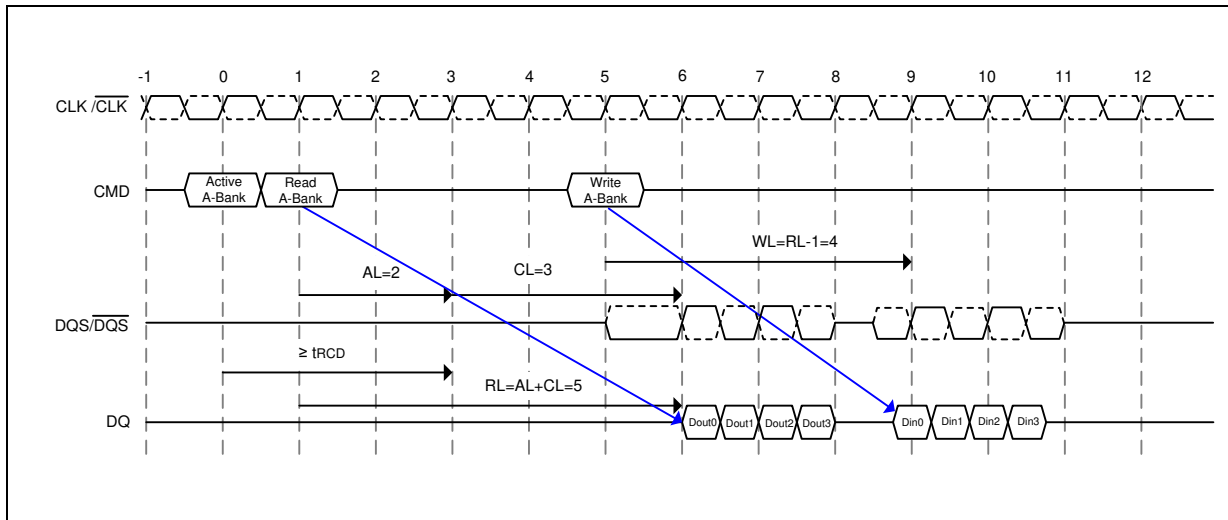 -1 0 1 2 3 4 5 6 7 8 9 10 11 12
CLK /CLK
CMD
Active
A-Bank
Read
A-Bank
Write
A-Bank
WL=RL-1=4
AL=2
CL=3
DQS/DQS
≥ tRCD
RL=AL+CL=5
DQ
Dout0 Dout1 Dout2 Dout3 Din0 Din1 Din2 Din3